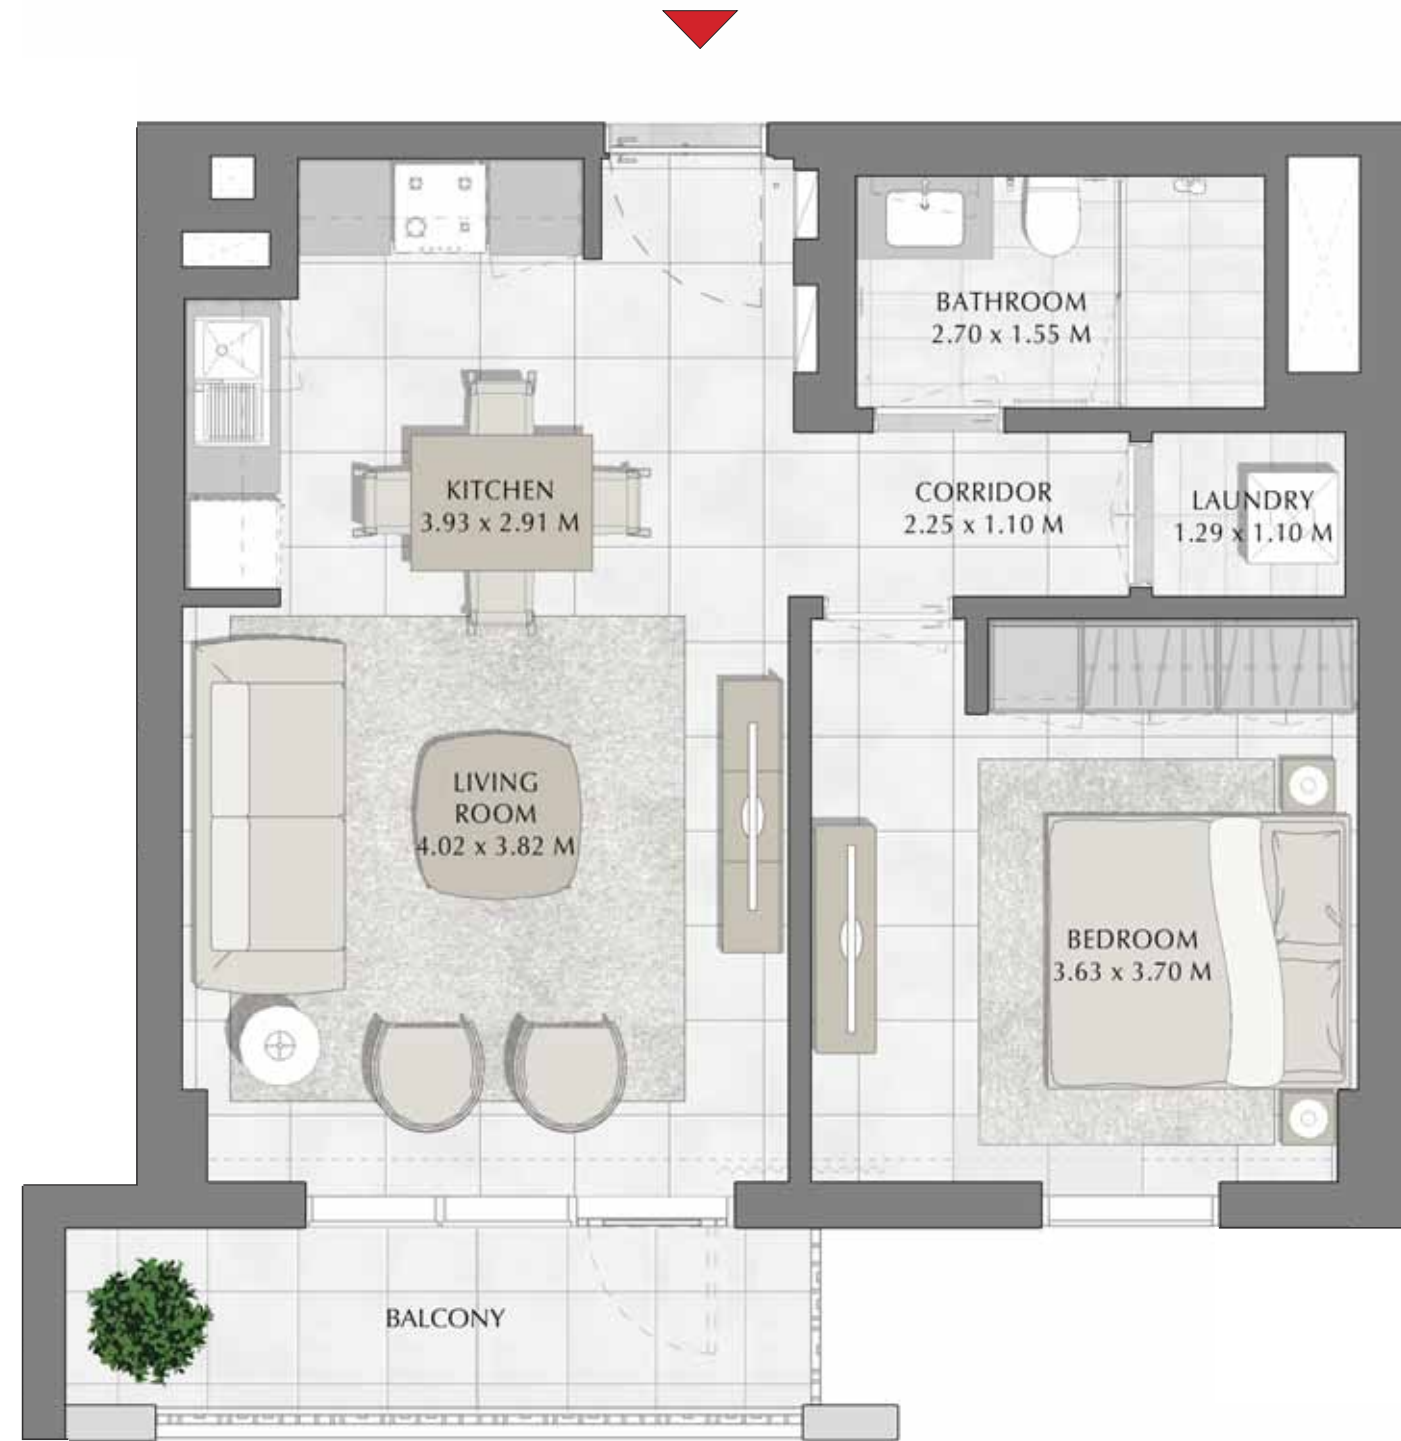 BATHROOM
2.70 x 1.55 M
KITCHEN
3.93 x 2.91 M
CORRIDOR
2.25 x 1.10 M
LAUNDRY
1.29 x 1.10 M
LIVING
ROOM
4.02 x 3.82 M
BEDROOM
3.63 x 3.70 M
BALCONY